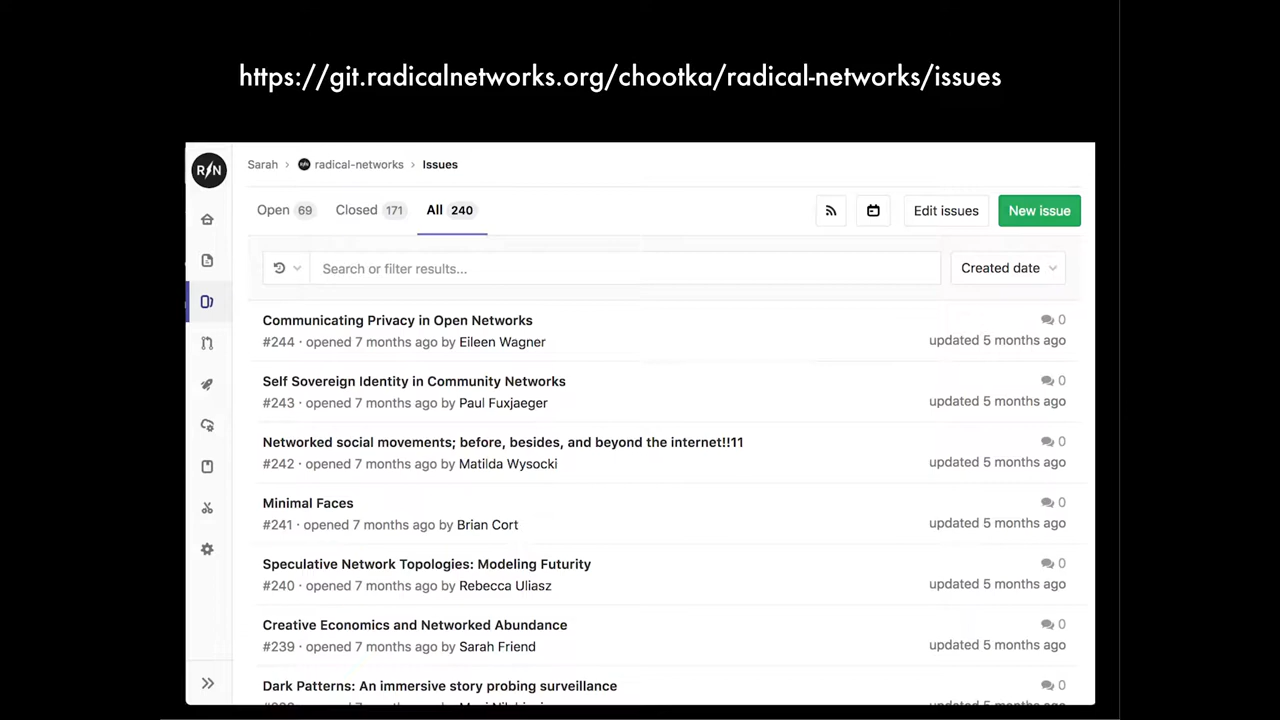 https://git.radicalnetworks.org/chootka/radical-networks/issues
R/N
Sarah > radical-networks > Issues
Open 69 Closed 171 All 240
Edit issues New issue
Search or filter results...
Created date
Communicating Privacy in Open Networks
0
#244 · opened 7 months ago by Eileen Wagner
updated 5 months ago
Self Sovereign Identity in Community Networks
0
#243 · opened 7 months ago by Paul Fuxjaeger
updated 5 months ago
Networked social movements; before, besides, and beyond the internet!!11
0
#242 · opened 7 months ago by Matilda Wysocki
updated 5 months ago
Minimal Faces
0
#241 · opened 7 months ago by Brian Cort
updated 5 months ago
Speculative Network Topologies: Modeling Futurity
0
#240 · opened 7 months ago by Rebecca Uliasz
updated 5 months ago
Creative Economics and Networked Abundance
0
#239 · opened 7 months ago by Sarah Friend
updated 5 months ago
Dark Patterns: An immersive story probing surveillance
0